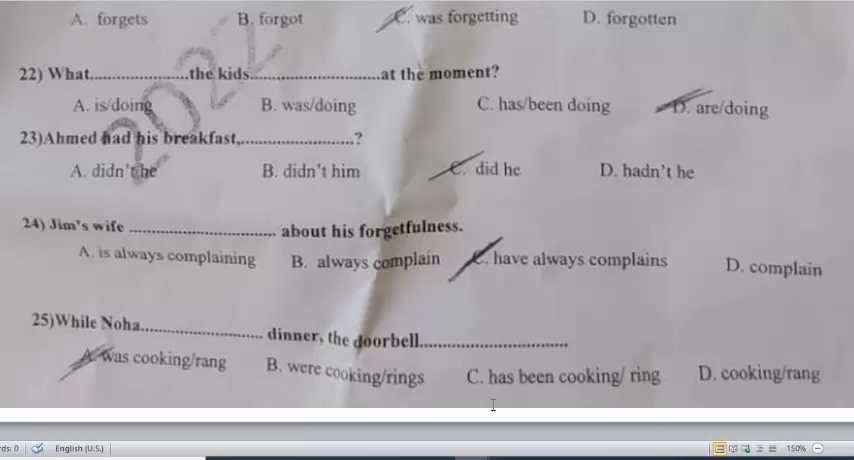 A. forgets B. forgot C. was forgetting D. forgotten
22) What.....................the kids............................at the moment?
A. is/doing B. was/doing C. has/been doing D. are/doing
23)Ahmed had his breakfast,........................?
A. didn't he B. didn't him C. did he D. hadn't he
24) Jim's wife ................................ about his forgetfulness.
A. is always complaining B. always complain C. have always complains D. complain
25)While Noha........................... dinner, the doorbell.................................
A. was cooking/rang B. were cooking/rings C. has been cooking/ ring D. cooking/rang
2022
rds: 0 English (U.S.) 150%